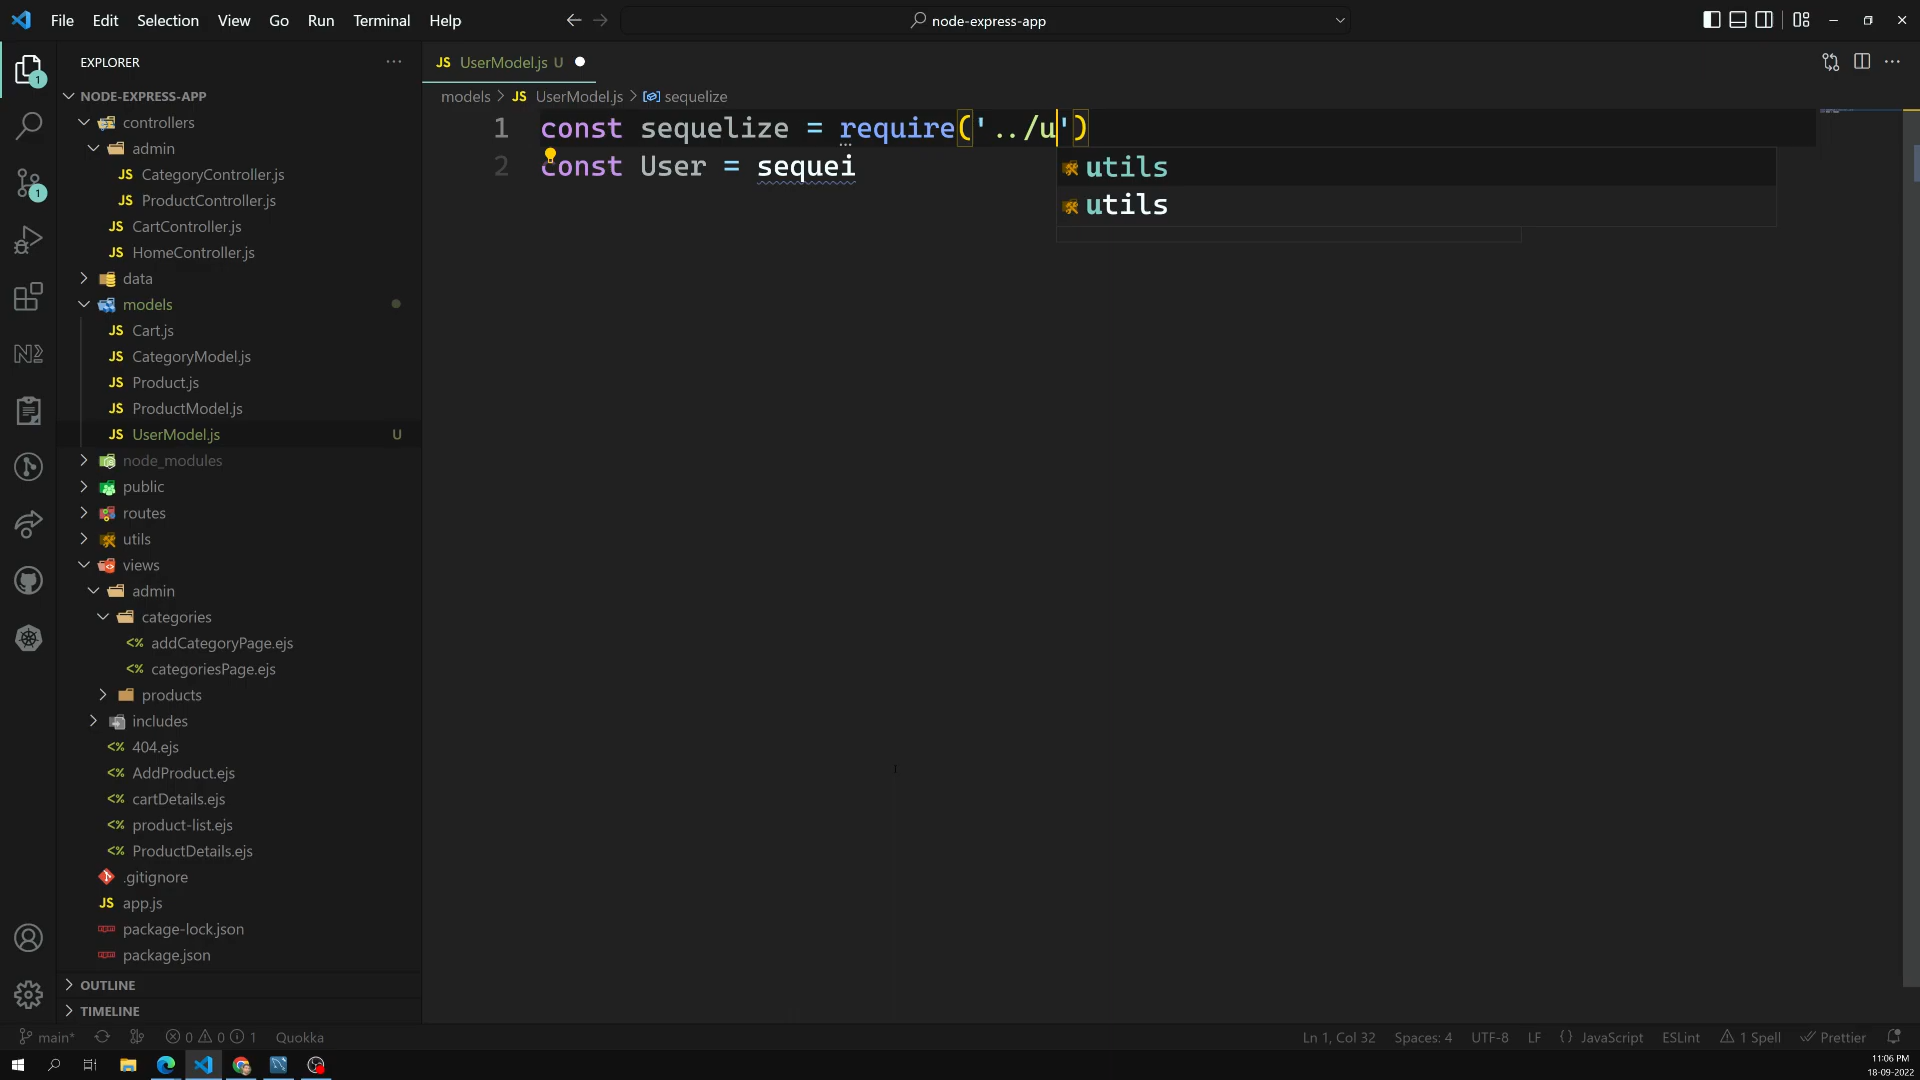 File Edit Selection View Go Run Terminal Help
node-express-app
EXPLORER
1
NODE-EXPRESS-APP
controllers
admin
JS CategoryController.js
JS ProductController.js
JS CartController.js
JS HomeController.js
data
models
JS Cart.js
JS CategoryModel.js
JS Product.js
JS ProductModel.js
JS UserModel.js U
node_modules
public
routes
utils
views
admin
categories
<% addCategoryPage.ejs
<% categoriesPage.ejs
products
includes
<% 404.ejs
<% AddProduct.ejs
<% cartDetails.ejs
<% product-list.ejs
<% ProductDetails.ejs
.gitignore
JS app.js
package-lock.json
package.json
OUTLINE
TIMELINE
1
JS UserModel.js U
models > JS UserModel.js > sequelize
1 const sequelize = require('../u')
2 const User = sequei
utils
utils
main* 0 0 1 Quokka
Ln 1, Col 32 Spaces: 4 UTF-8 LF {} JavaScript ESLint 1 Spell Prettier
11:06 PM
18-09-2022